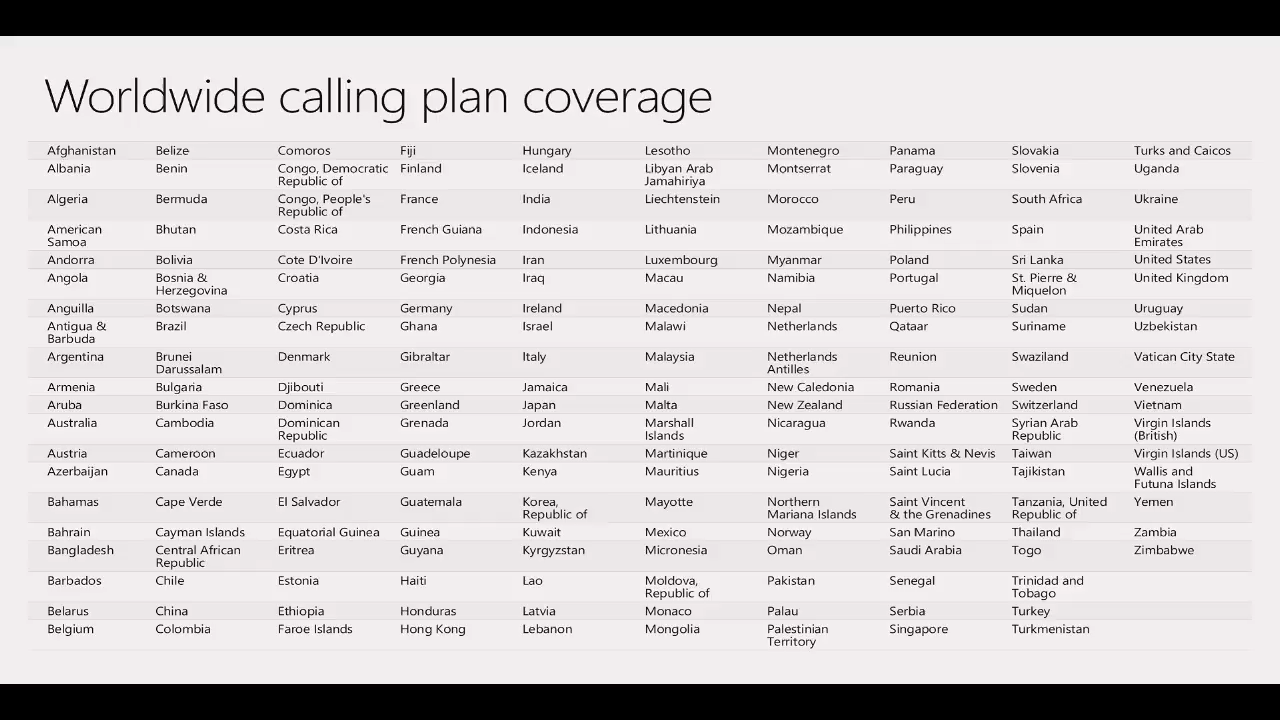 Worldwide calling plan coverage
Afghanistan Belize Comoros Fiji Hungary Lesotho Montenegro Panama Slovakia Turks and Caicos
Albania Benin Congo, Democratic Republic of Finland Iceland Libyan Arab Jamahiriya Montserrat Paraguay Slovenia Uganda
Algeria Bermuda Congo, People's Republic of France India Liechtenstein Morocco Peru South Africa Ukraine
American Samoa Bhutan Costa Rica French Guiana Indonesia Lithuania Mozambique Philippines Spain United Arab Emirates
Andorra Bolivia Cote D'Ivoire French Polynesia Iran Luxembourg Myanmar Poland Sri Lanka United States
Angola Bosnia & Herzegovina Croatia Georgia Iraq Macau Namibia Portugal St. Pierre & Miquelon United Kingdom
Anguilla Botswana Cyprus Germany Ireland Macedonia Nepal Puerto Rico Sudan Uruguay
Antigua & Barbuda Brazil Czech Republic Ghana Israel Malawi Netherlands Qataar Suriname Uzbekistan
Argentina Brunei Darussalam Denmark Gibraltar Italy Malaysia Netherlands Antilles Reunion Swaziland Vatican City State
Armenia Bulgaria Djibouti Greece Jamaica Mali New Caledonia Romania Sweden Venezuela
Aruba Burkina Faso Dominica Greenland Japan Malta New Zealand Russian Federation Switzerland Vietnam
Australia Cambodia Dominican Republic Grenada Jordan Marshall Islands Nicaragua Rwanda Syrian Arab Republic Virgin Islands (British)
Austria Cameroon Ecuador Guadeloupe Kazakhstan Martinique Niger Saint Kitts & Nevis Taiwan Virgin Islands (US)
Azerbaijan Canada Egypt Guam Kenya Mauritius Nigeria Saint Lucia Tajikistan Wallis and Futuna Islands
Bahamas Cape Verde El Salvador Guatemala Korea, Republic of Mayotte Northern Mariana Islands Saint Vincent & the Grenadines Tanzania, United Republic of Yemen
Bahrain Cayman Islands Equatorial Guinea Guinea Kuwait Mexico Norway San Marino Thailand Zambia
Bangladesh Central African Republic Eritrea Guyana Kyrgyzstan Micronesia Oman Saudi Arabia Togo Zimbabwe
Barbados Chile Estonia Haiti Lao Moldova, Republic of Pakistan Senegal Trinidad and Tobago
Belarus China Ethiopia Honduras Latvia Monaco Palau Serbia Turkey
Belgium Colombia Faroe Islands Hong Kong Lebanon Mongolia Palestinian Territory Singapore Turkmenistan